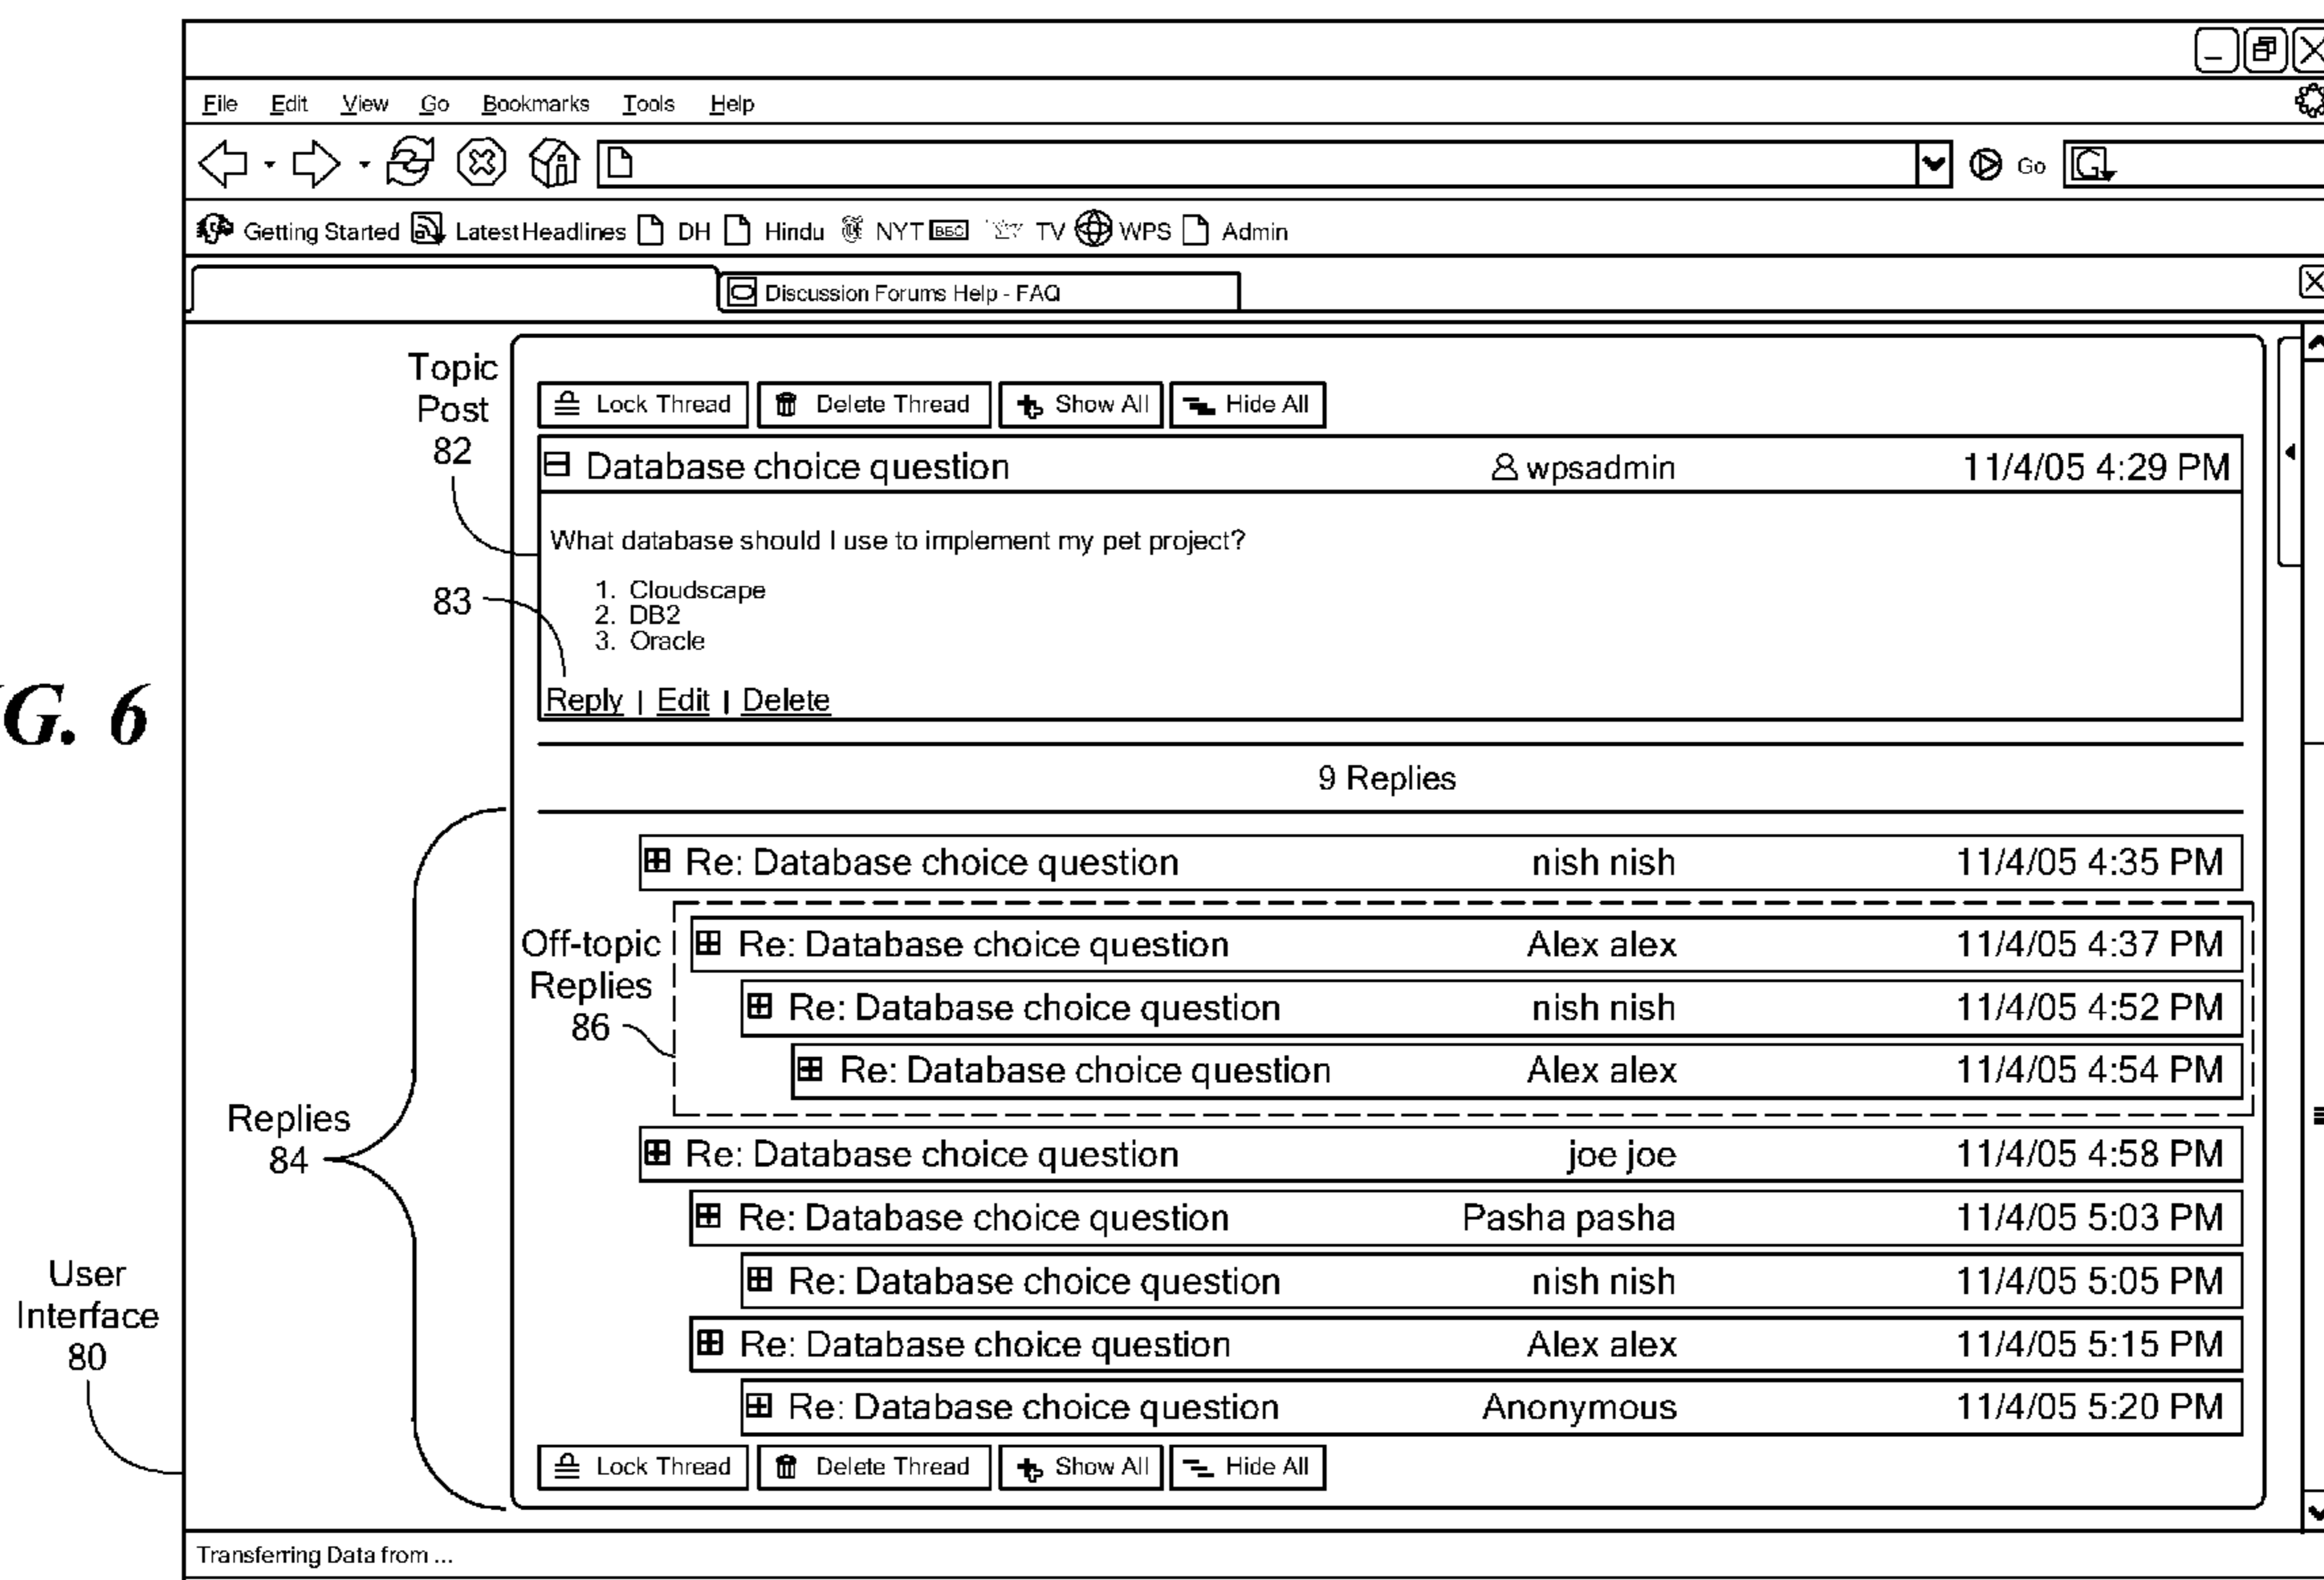 File Edit View Go Bookmarks Tools Help
Go G
Getting Started Latest Headlines DH Hindu NYT BBC TV WPS Admin
Discussion Forums Help - FAQ
Topic
Post
82
Lock Thread Delete Thread Show All Hide All
Database choice question wpsadmin 11/4/05 4:29 PM
What database should I use to implement my pet project?
1. Cloudscape
2. DB2
3. Oracle
83
Reply | Edit | Delete
G. 6
9 Replies
Re: Database choice question nish nish 11/4/05 4:35 PM
Off-topic
Replies
86
Re: Database choice question Alex alex 11/4/05 4:37 PM
Re: Database choice question nish nish 11/4/05 4:52 PM
Re: Database choice question Alex alex 11/4/05 4:54 PM
Replies
84
Re: Database choice question joe joe 11/4/05 4:58 PM
Re: Database choice question Pasha pasha 11/4/05 5:03 PM
Re: Database choice question nish nish 11/4/05 5:05 PM
Re: Database choice question Alex alex 11/4/05 5:15 PM
Re: Database choice question Anonymous 11/4/05 5:20 PM
User
Interface
80
Lock Thread Delete Thread Show All Hide All
Transferring Data from ...